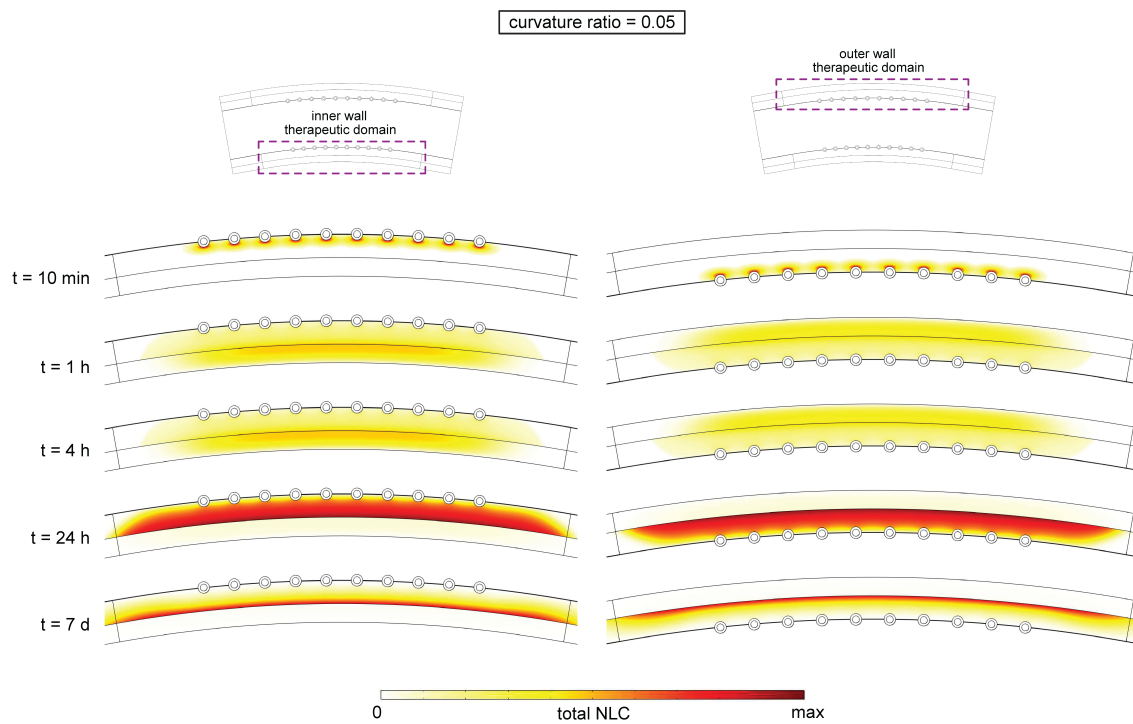 curvature ratio = 0.05
inner wall
therapeutic domain
outer wall
therapeutic domain
t = 10 min
t = 1 h
t = 4 h
t = 24 h
t = 7 d
0
total NLC
max